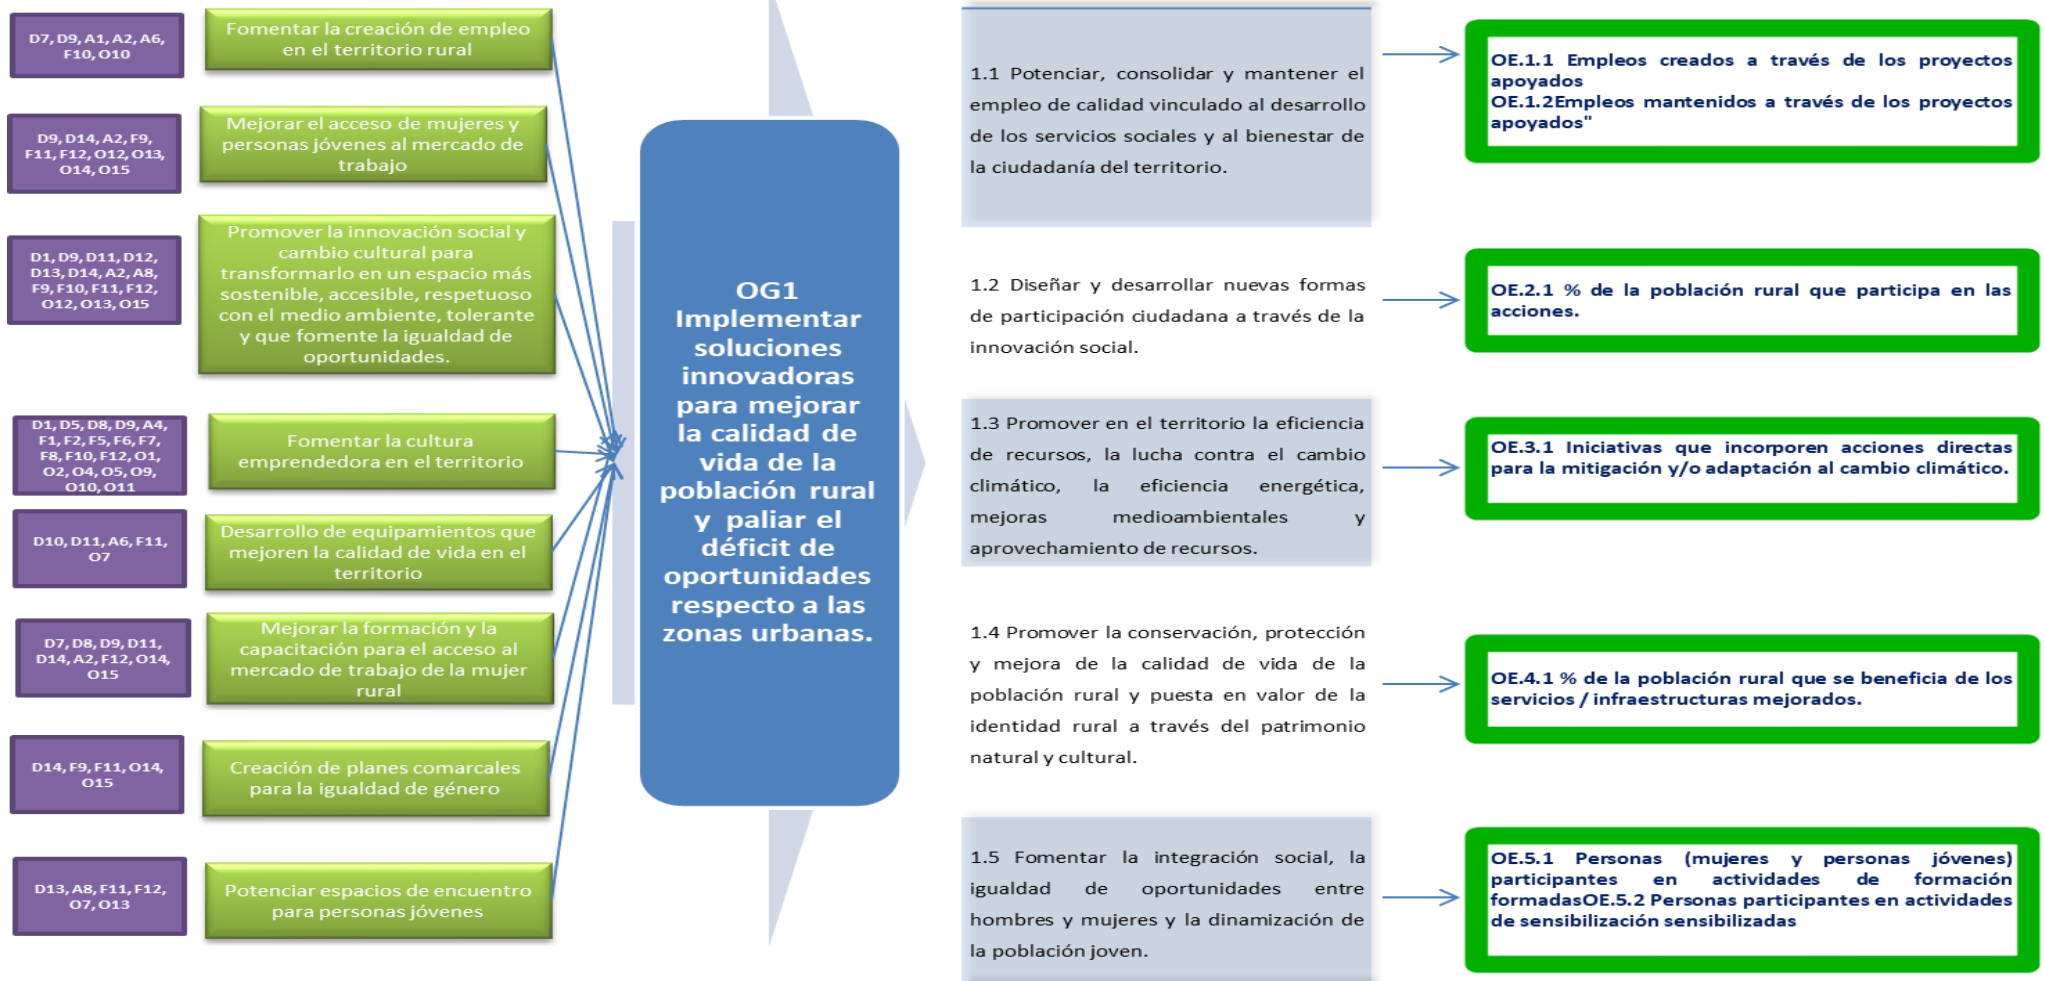 D7, D9, A1, A2, A6,
F10, O10
Fomentar la creación de empleo
en el territorio rural
D9, D14, A2, F9,
F11, F12, O12, O13,
O14, O15
Mejorar el acceso de mujeres y
personas jóvenes al mercado de
trabajo
D1, D9, D11, D12,
D13, D14, A2, A8,
F9, F10, F11, F12,
O12, O13, O15
Promover la innovación social y
cambio cultural para
transformarlo en un espacio más
sostenible, accesible, respetuoso
con el medio ambiente, tolerante
y que fomente la igualdad de
oportunidades.
D1, D5, D8, D9, A4,
F1, F2, F5, F6, F7,
F8, F10, F12, O1,
O2, O4, O5, O9,
O10, O11
Fomentar la cultura
emprendedora en el territorio
D10, D11, A6, F11,
O7
Desarrollo de equipamientos que
mejoren la calidad de vida en el
territorio
D7, D8, D9, D11,
D14, A2, F12, O14,
O15
Mejorar la formación y la
capacitación para el acceso al
mercado de trabajo de la mujer
rural
D14, F9, F11, O14,
O15
Creación de planes comarcales
para la igualdad de género
D13, A8, F11, F12,
O7, O13
Potenciar espacios de encuentro
para personas jóvenes
OG1
Implementar
soluciones
innovadoras
para mejorar
la calidad de
vida de la
población rural
y paliar el
déficit de
oportunidades
respecto a las
zonas urbanas.
1.1 Potenciar, consolidar y mantener el
empleo de calidad vinculado al desarrollo
de los servicios sociales y al bienestar de
la ciudadanía del territorio.
OE.1.1 Empleos creados a través de los proyectos
apoyados
OE.1.2Empleos mantenidos a través de los proyectos
apoyados"
1.2 Diseñar y desarrollar nuevas formas
de participación ciudadana a través de la
innovación social.
OE.2.1 % de la población rural que participa en las
acciones.
1.3 Promover en el territorio la eficiencia
de recursos, la lucha contra el cambio
climático, la eficiencia energética,
mejoras medioambientales y
aprovechamiento de recursos.
OE.3.1 Iniciativas que incorporen acciones directas
para la mitigación y/o adaptación al cambio climático.
1.4 Promover la conservación, protección
y mejora de la calidad de vida de la
población rural y puesta en valor de la
identidad rural a través del patrimonio
natural y cultural.
OE.4.1 % de la población rural que se beneficia de los
servicios / infraestructuras mejorados.
1.5 Fomentar la integración social, la
igualdad de oportunidades entre
hombres y mujeres y la dinamización de
la población joven.
OE.5.1 Personas (mujeres y personas jóvenes)
participantes en actividades de formación
formadasOE.5.2 Personas participantes en actividades
de sensibilización sensibilizadas